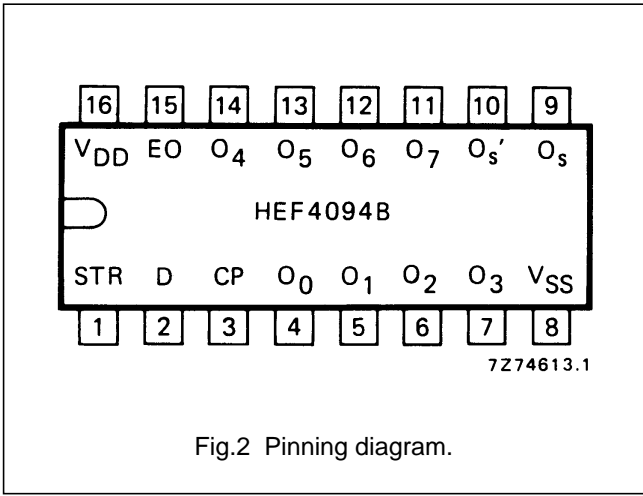 16 15 14 13 12 11 10 9
VDD EO O4 O5 O6 O7 Os' Os
HEF4094B
STR D CP O0 O1 O2 O3 VSS
1 2 3 4 5 6 7 8
7Z74613.1
Fig.2 Pinning diagram.